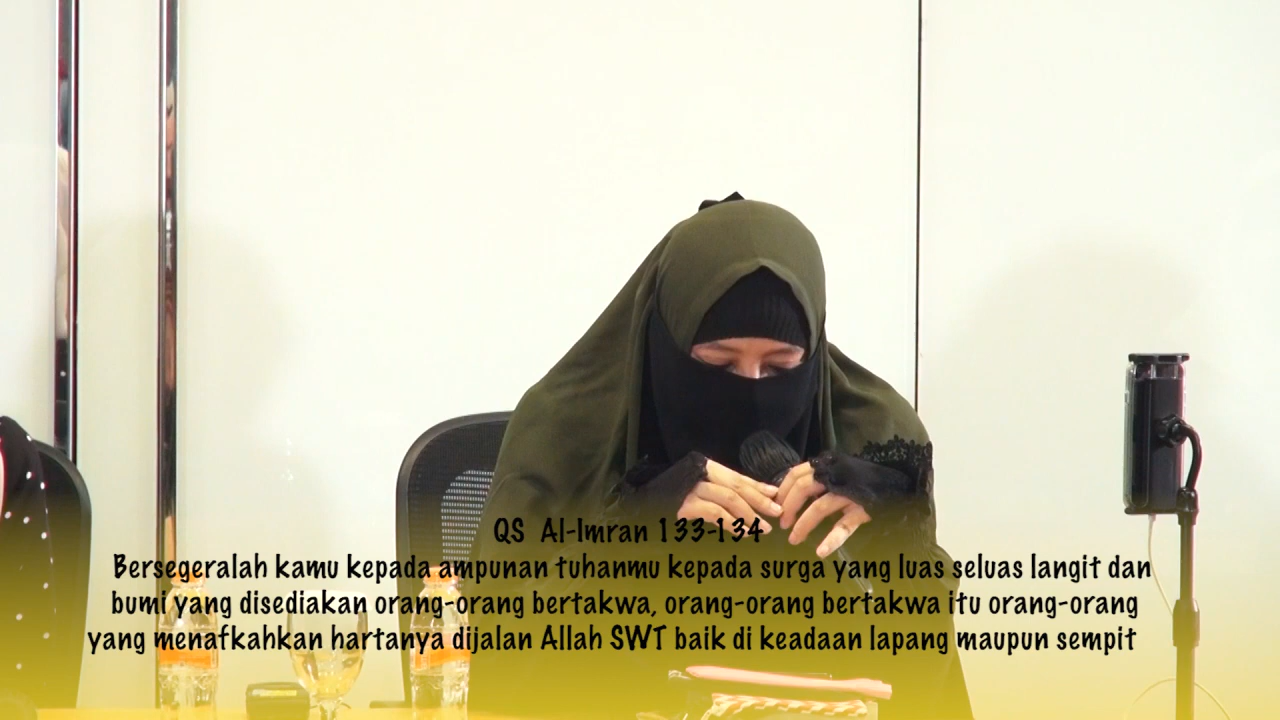 QS Al-Imran 133-134
Bersegeralah kamu kepada ampunan tuhanmu kepada surga yang luas seluas langit dan
bumi yang disediakan orang-orang bertakwa, orang-orang bertakwa itu orang-orang
yang menafkahkan hartanya dijalan Allah SWT baik di keadaan lapang maupun sempit